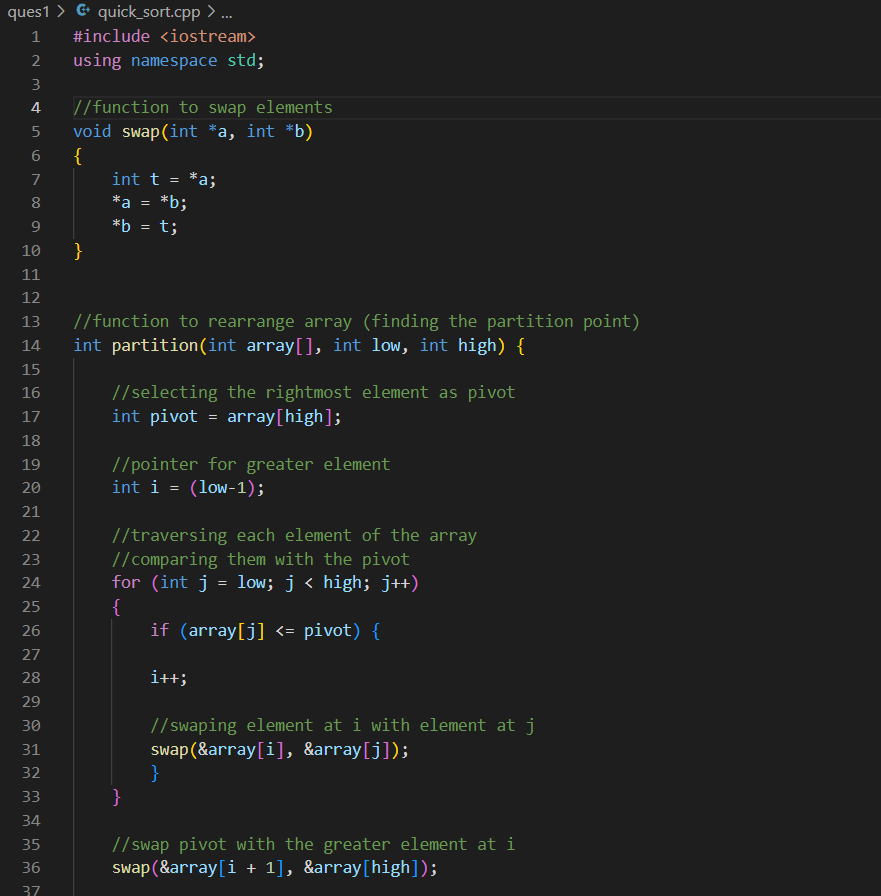 ques1 > quick_sort.cpp > ...
1 #include <iostream>
2 using namespace std;
3
4 //function to swap elements
5 void swap(int *a, int *b)
6 {
7     int t = *a;
8     *a = *b;
9     *b = t;
10 }
11
12
13 //function to rearrange array (finding the partition point)
14 int partition(int array[], int low, int high) {
15
16     //selecting the rightmost element as pivot
17     int pivot = array[high];
18
19     //pointer for greater element
20     int i = (low-1);
21
22     //traversing each element of the array
23     //comparing them with the pivot
24     for (int j = low; j < high; j++)
25     {
26         if (array[j] <= pivot) {
27
28         i++;
29
30         //swaping element at i with element at j
31         swap(&array[i], &array[j]);
32         }
33     }
34
35     //swap pivot with the greater element at i
36     swap(&array[i + 1], &array[high]);
37